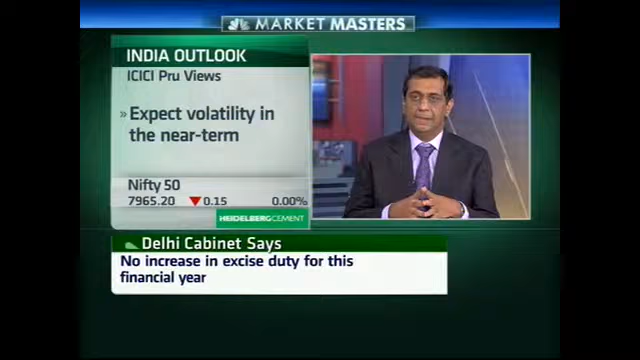 MARKET MASTERS
INDIA OUTLOOK
ICICI Pru Views
» Expect volatility in
the near-term
Nifty 50
7965.20 ▼ 0.15 0.00%
HEIDELBERGCEMENT
Delhi Cabinet Says
No increase in excise duty for this
financial year